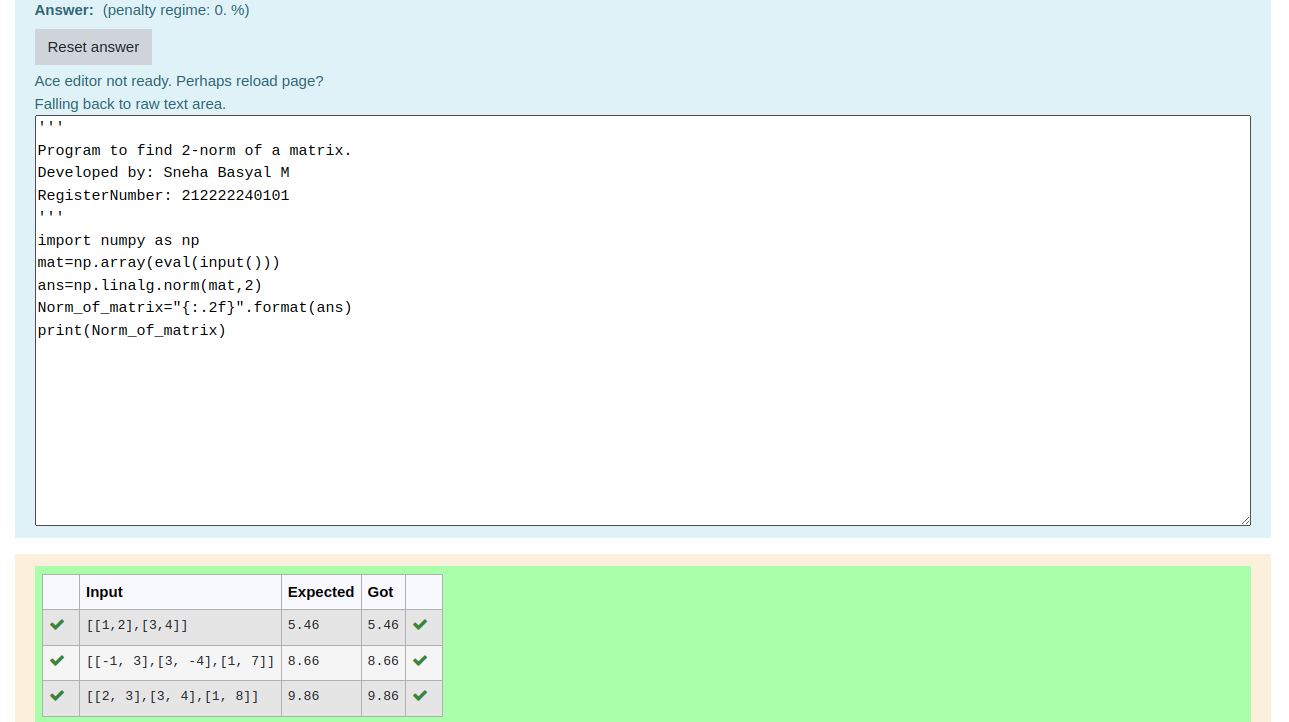 Answer: (penalty regime: 0. %)
Reset answer
Ace editor not ready. Perhaps reload page?
Falling back to raw text area.
'''
Program to find 2-norm of a matrix.
Developed by: Sneha Basyal M
RegisterNumber: 212222240101
'''
import numpy as np
mat=np.array(eval(input()))
ans=np.linalg.norm(mat,2)
Norm_of_matrix="{:.2f}".format(ans)
print(Norm_of_matrix)
Input Expected Got
[[1,2],[3,4]] 5.46 5.46
[[-1, 3],[3, -4],[1, 7]] 8.66 8.66
[[2, 3],[3, 4],[1, 8]] 9.86 9.86